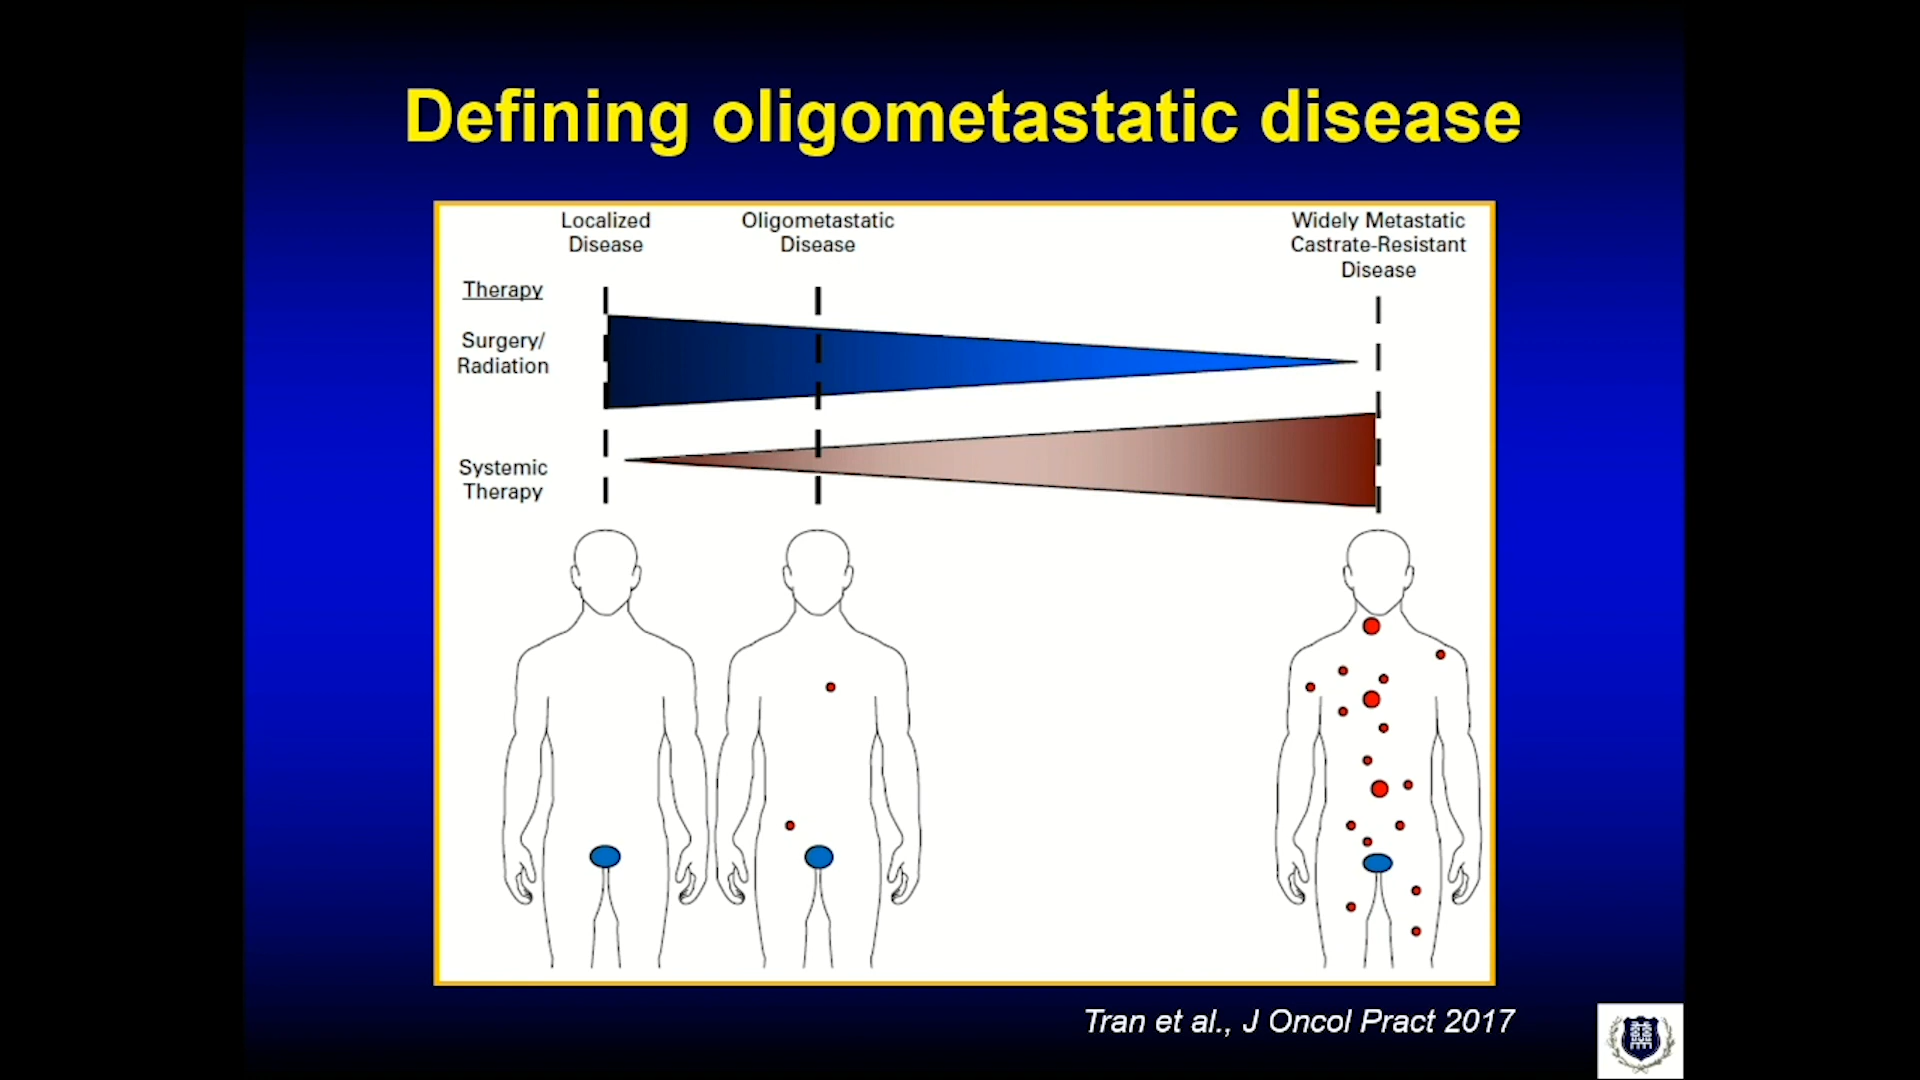 Defining oligometastatic disease
Localized
Disease
Oligometastatic
Disease
Widely Metastatic
Castrate-Resistant
Disease
Therapy
Surgery/
Radiation
Systemic
Therapy
Tran et al., J Oncol Pract 2017